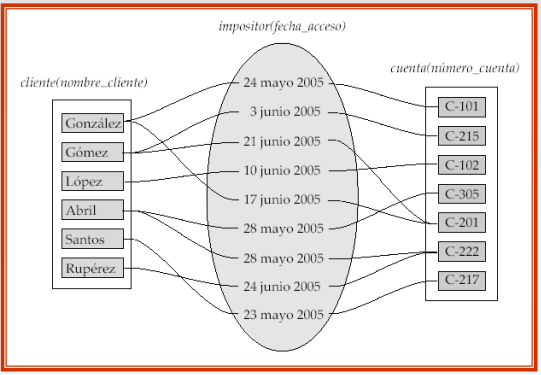 impositor(fecha_acceso)
cliente(nombre_cliente)
cuenta(número_cuenta)
González
Gómez
López
Abril
Santos
Rupérez
24 mayo 2005
3 junio 2005
21 junio 2005
10 junio 2005
17 junio 2005
28 mayo 2005
28 mayo 2005
24 junio 2005
23 mayo 2005
C-101
C-215
C-102
C-305
C-201
C-222
C-217